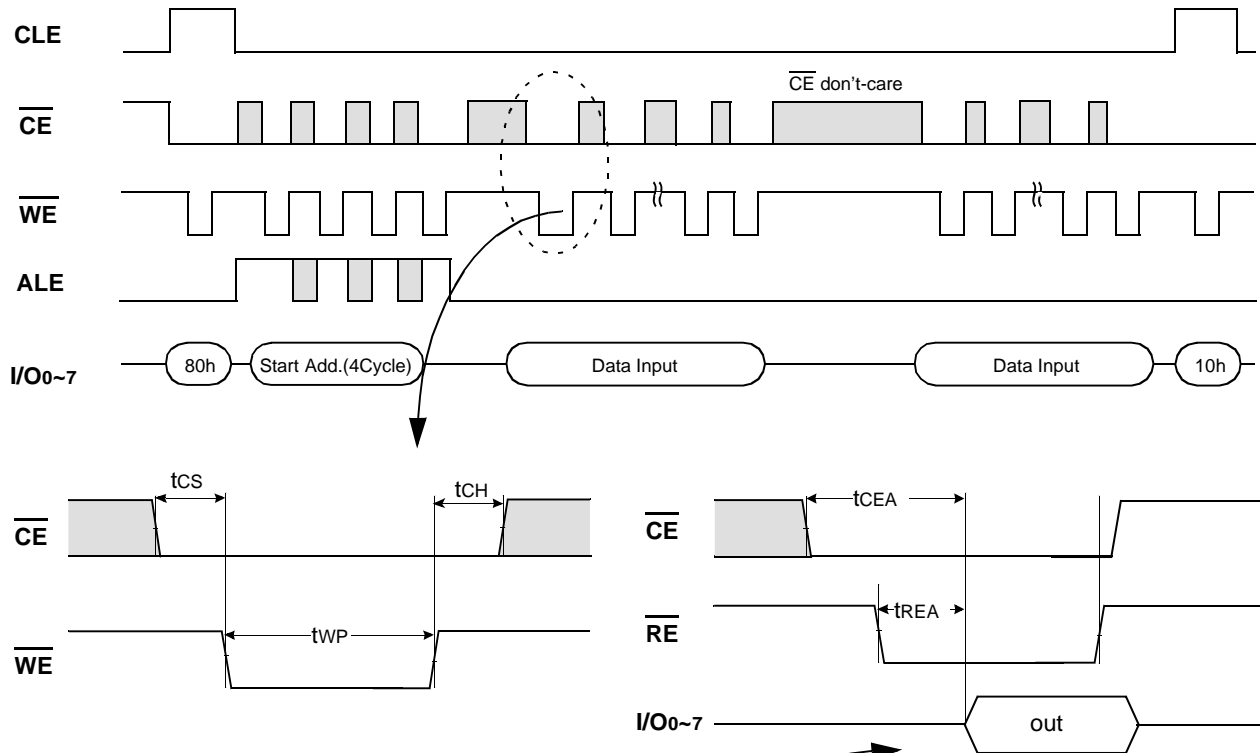 CLE
CE don't-care
CE
WE
ALE
I/O0~7 80h Start Add.(4Cycle) Data Input Data Input 10h
tCS tCH
CE
tWP
WE
tCEA
CE
tREA
RE
I/O0~7 out